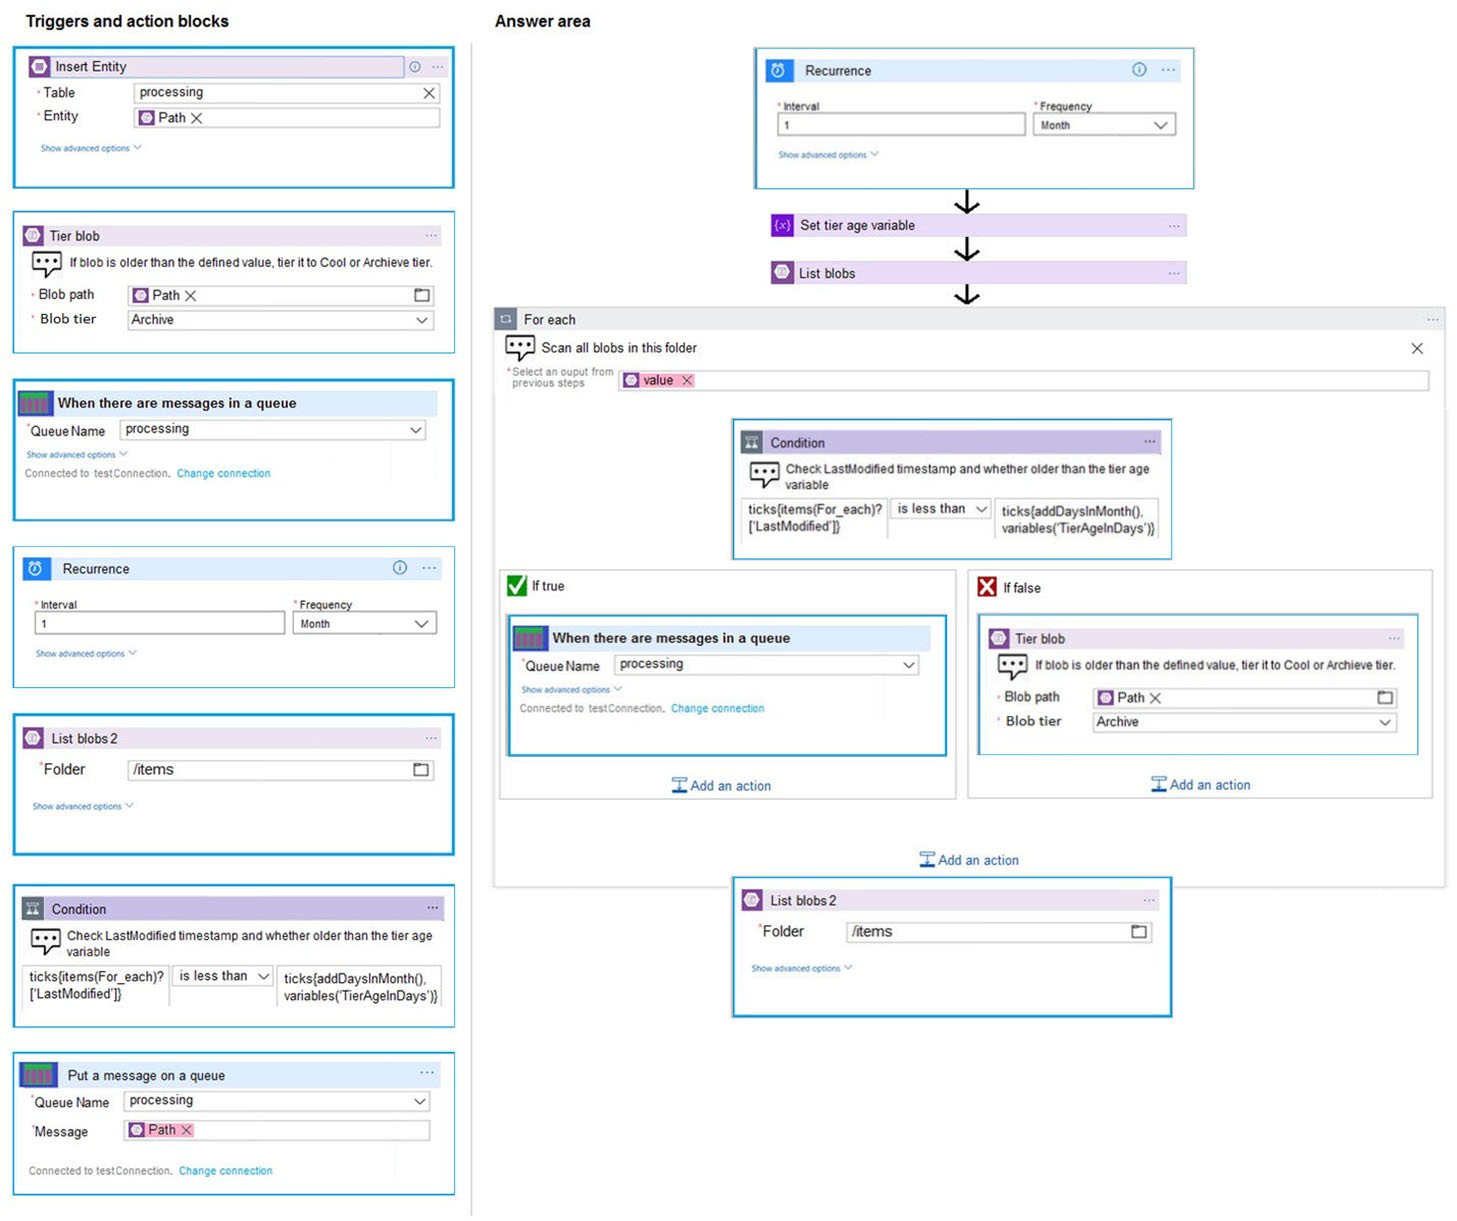 Triggers and action blocks
Insert Entity
* Table
processing
* Entity
Path
Show advanced options
Tier blob
If blob is older than the defined value, tier it to Cool or Archieve tier.
* Blob path
Path
* Blob tier
Archive
When there are messages in a queue
*Queue Name
processing
Show advanced options
Connected to testConnection. Change connection
Recurrence
* Interval
* Frequency
1
Month
Show advanced options
List blobs 2
*Folder
/items
Show advanced options
Condition
Check LastModified timestamp and whether older than the tier age
variable
ticks{items(For_each)?
['LastModified']}
is less than
ticks{addDaysInMonth(),
variables('TierAgeInDays')}
Put a message on a queue
*Queue Name
processing
*Message
Path
Connected to testConnection. Change connection
Answer area
Recurrence
* Interval
* Frequency
1
Month
Show advanced options
{x} Set tier age variable
List blobs
For each
Scan all blobs in this folder
*Select an ouput from
previous steps
value
Condition
Check LastModified timestamp and whether older than the tier age
variable
ticks{items(For_each)?
['LastModified']}
is less than
ticks{addDaysInMonth(),
variables('TierAgeInDays')}
If true
When there are messages in a queue
*Queue Name
processing
Show advanced options
Connected to testConnection. Change connection
Add an action
If false
Tier blob
If blob is older than the defined value, tier it to Cool or Archieve tier.
* Blob path
Path
* Blob tier
Archive
Add an action
Add an action
List blobs 2
*Folder
/items
Show advanced options